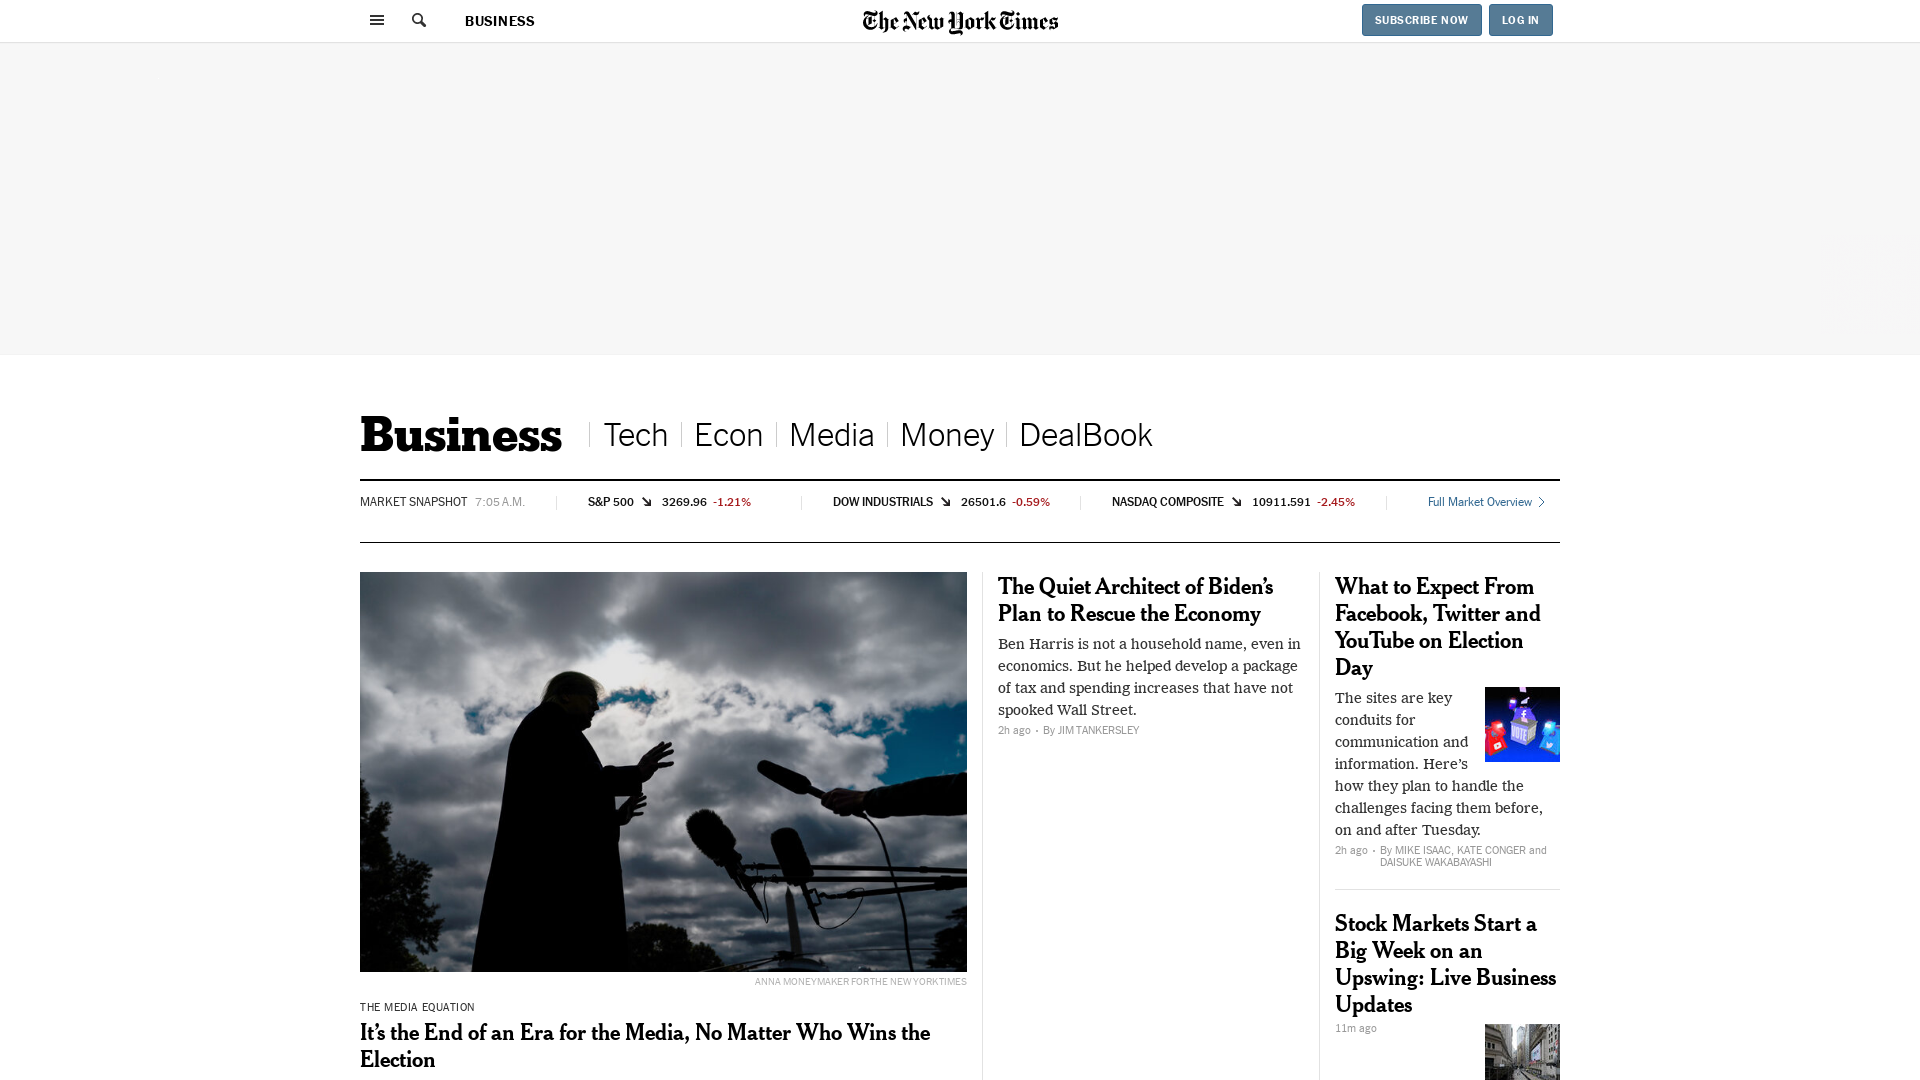 BUSINESS
The New York Times
SUBSCRIBE NOW
LOG IN
Business
Tech
Econ
Media
Money
DealBook
MARKET SNAPSHOT 7:05 A.M.
S&P 500 3269.96 -1.21%
DOW INDUSTRIALS 26501.6 -0.59%
NASDAQ COMPOSITE 10911.591 -2.45%
Full Market Overview
ANNA MONEYMAKER FOR THE NEW YORK TIMES
THE MEDIA EQUATION
It’s the End of an Era for the Media, No Matter Who Wins the
Election
The Quiet Architect of Biden’s
Plan to Rescue the Economy
Ben Harris is not a household name, even in
economics. But he helped develop a package
of tax and spending increases that have not
spooked Wall Street.
2h ago · By JIM TANKERSLEY
What to Expect From
Facebook, Twitter and
YouTube on Election
Day
The sites are key
conduits for
communication and
information. Here’s
how they plan to handle the
challenges facing them before,
on and after Tuesday.
VOTE
2h ago · By MIKE ISAAC, KATE CONGER and
DAISUKE WAKABAYASHI
Stock Markets Start a
Big Week on an
Upswing: Live Business
Updates
11m ago